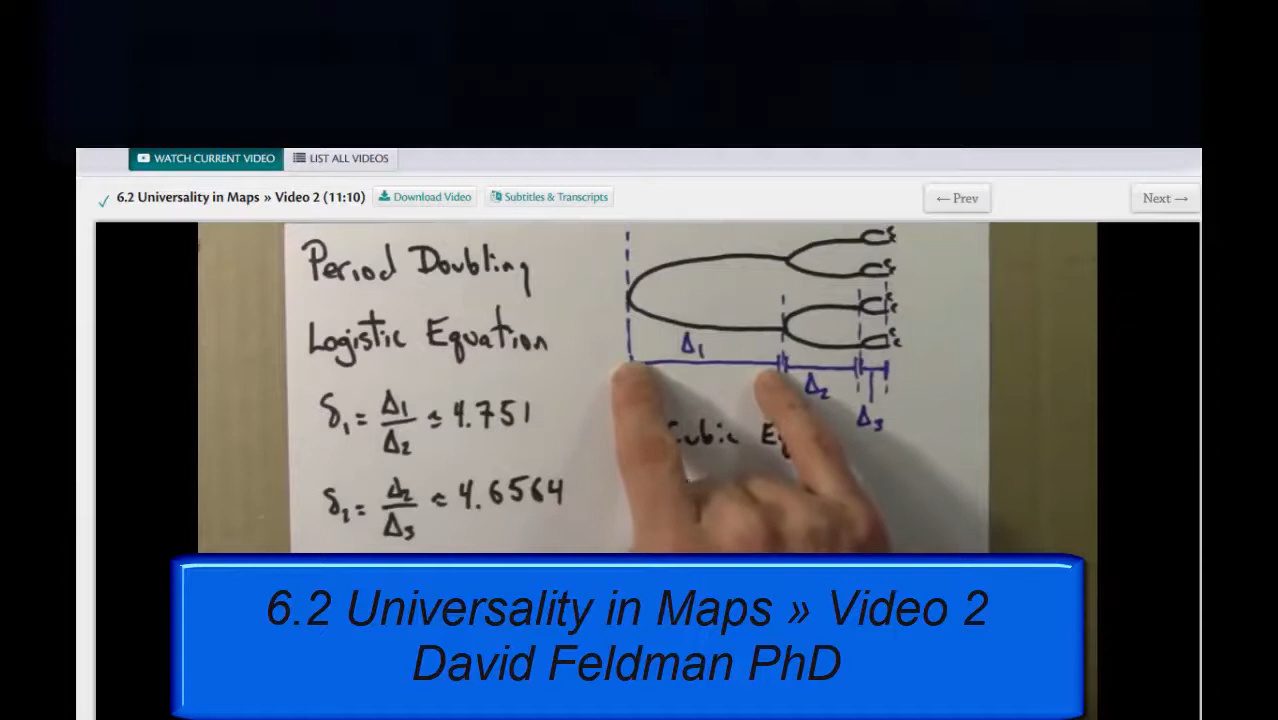 WATCH CURRENT VIDEO
LIST ALL VIDEOS
6.2 Universality in Maps » Video 2 (11:10)
Download Video
Subtitles & Transcripts
← Prev
Next →
Period Doubling
Logistic Equation
δ₁ = Δ₁/Δ₂ ≈ 4.751
δ₂ = Δ₂/Δ₃ ≈ 4.6564
Δ₁
Δ₂
Δ₃
Cubic
6.2 Universality in Maps » Video 2
David Feldman PhD